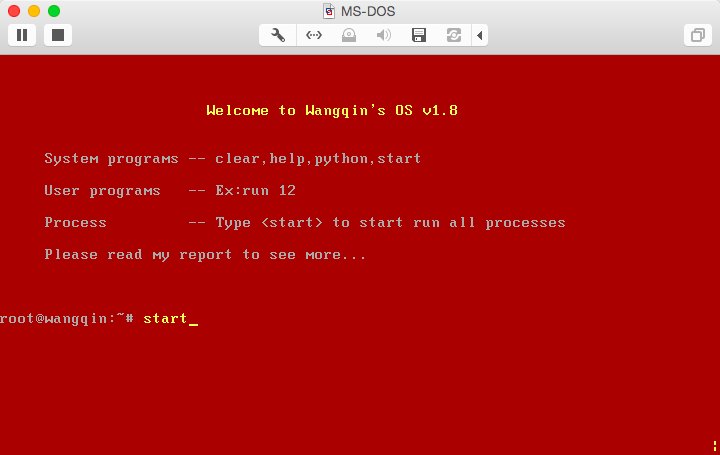 MS-DOS
Welcome to Wangqin's OS v1.8
System programs -- clear,help,python,start
User programs   -- Ex:run 12
Process         -- Type <start> to start run all processes
Please read my report to see more...
root@wangqin:~# start_